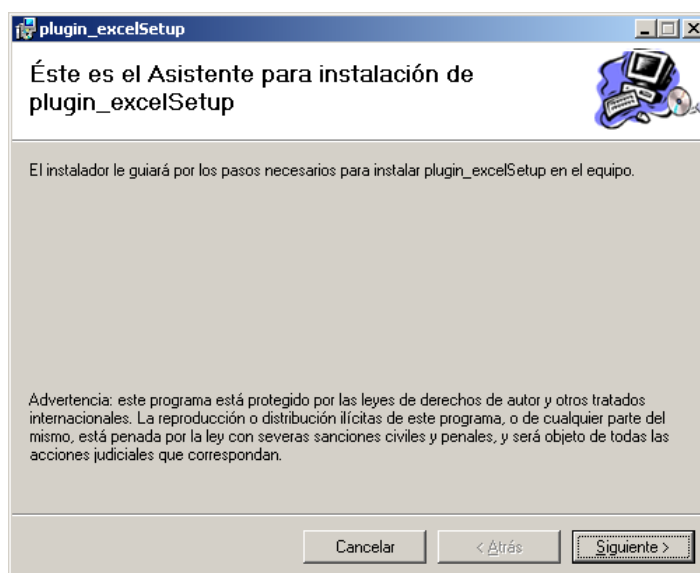 plugin_excelSetup
Éste es el Asistente para instalación de
plugin_excelSetup
El instalador le guiará por los pasos necesarios para instalar plugin_excelSetup en el equipo.
Advertencia: este programa está protegido por las leyes de derechos de autor y otros tratados
internacionales. La reproducción o distribución ilícitas de este programa, o de cualquier parte del
mismo, está penada por la ley con severas sanciones civiles y penales, y será objeto de todas las
acciones judiciales que correspondan.
Cancelar < Atrás Siguiente >